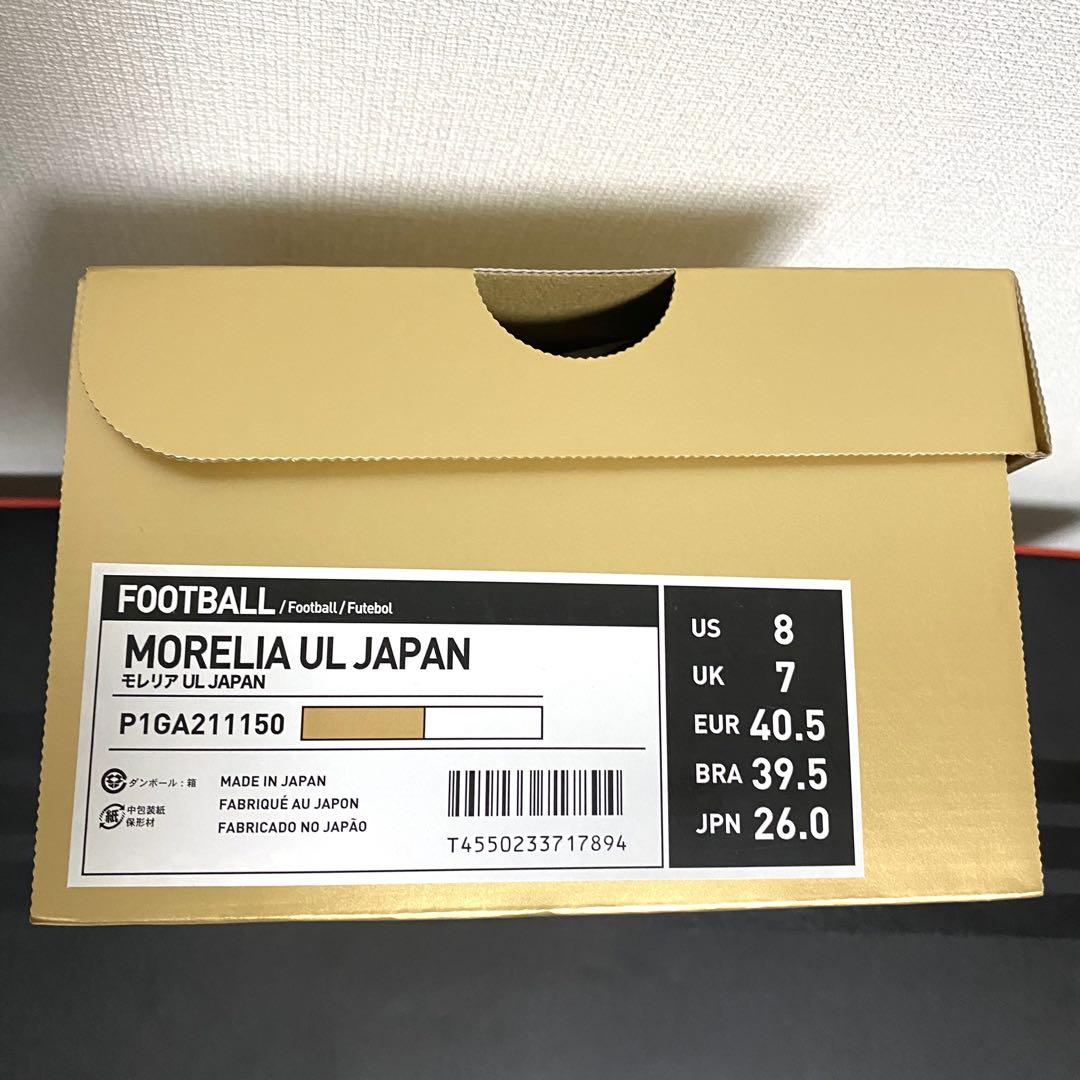 FOOTBALL /Football/Futebol
MORELIA UL JAPAN
モレリア UL JAPAN
P1GA211150
ダンボール：箱
紙
中包装紙
保形材
MADE IN JAPAN
FABRIQUÉ AU JAPON
FABRICADO NO JAPÃO
T4550233717894
US 8
UK 7
EUR 40.5
BRA 39.5
JPN 26.0